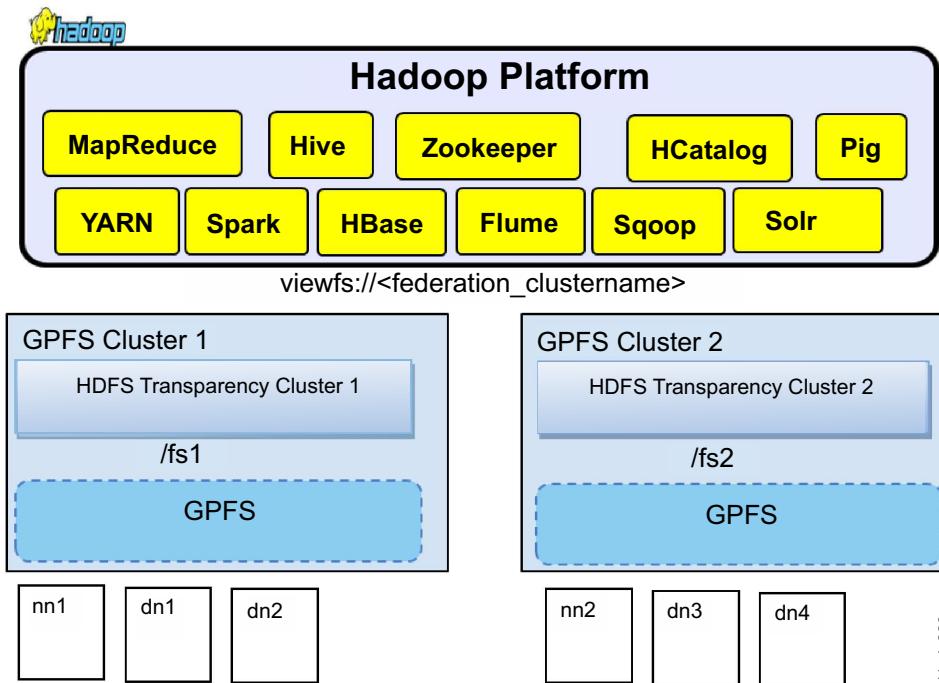 hadoop
Hadoop Platform
MapReduce Hive Zookeeper HCatalog Pig
YARN Spark HBase Flume Sqoop Solr
viewfs://<federation_clustername>
GPFS Cluster 1
HDFS Transparency Cluster 1
/fs1
GPFS
nn1 dn1 dn2
GPFS Cluster 2
HDFS Transparency Cluster 2
/fs2
GPFS
nn2 dn3 dn4